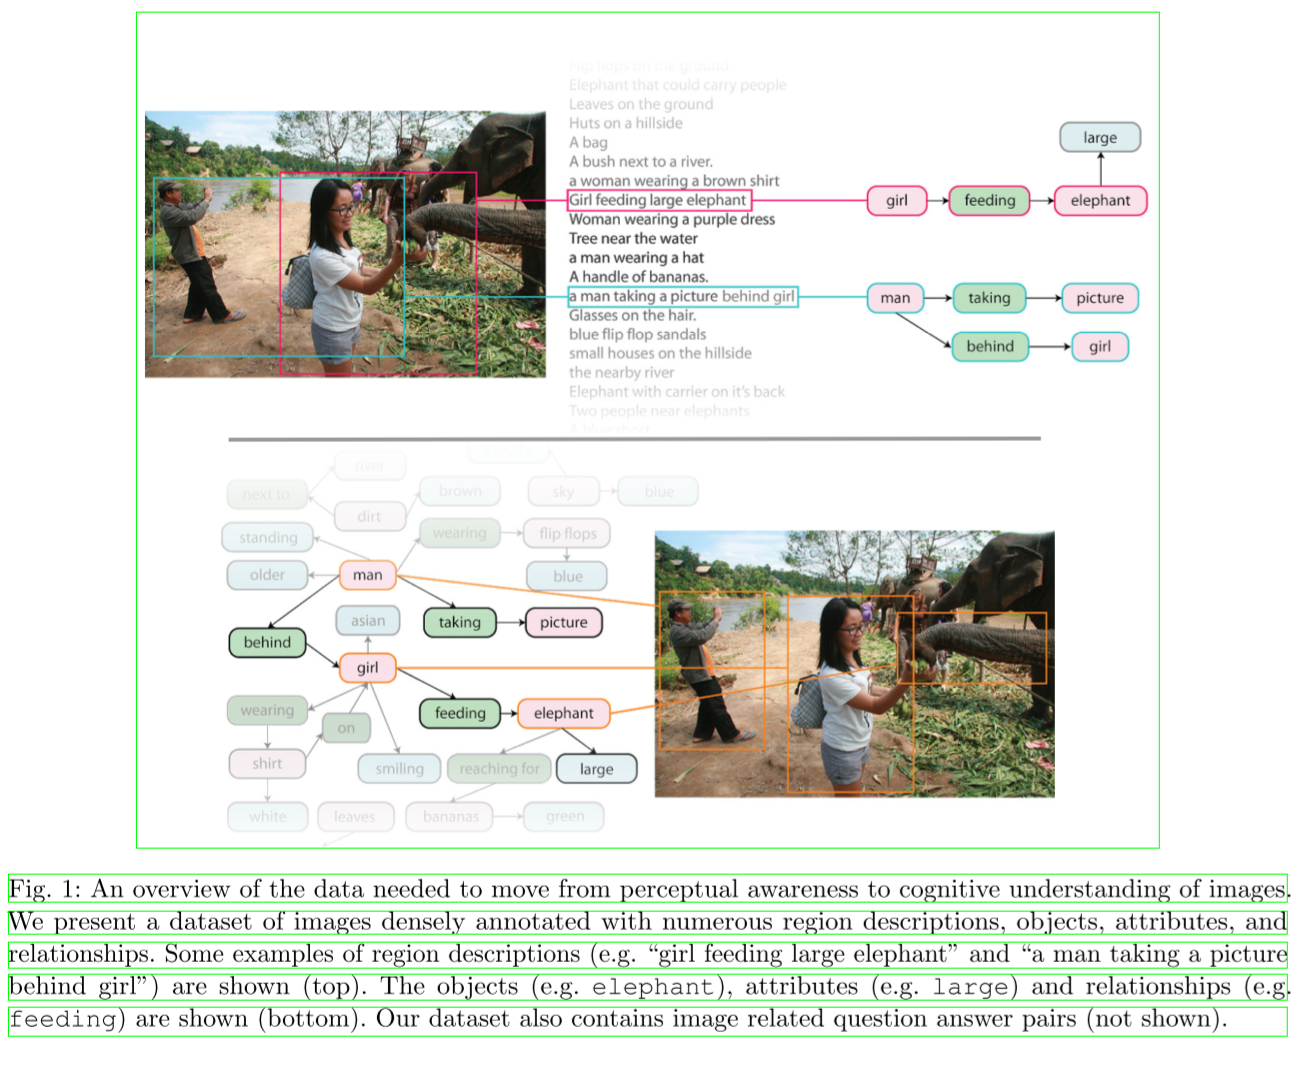 Flip flops on the ground
Elephant that could carry people
Leaves on the ground
Huts on a hillside
A bag
A bush next to a river.
a woman wearing a brown shirt
Girl feeding large elephant
Woman wearing a purple dress
Tree near the water
a man wearing a hat
A handle of bananas.
a man taking a picture behind girl
Glasses on the hair.
blue flip flop sandals
small houses on the hillside
the nearby river
Elephant with carrier on it's back
Two people near elephants
large
girl feeding elephant
man taking picture
behind girl
river
next to
brown
sky
blue
dirt
standing
wearing
flip flops
older
man
blue
asian
taking
picture
behind
girl
wearing
feeding
elephant
on
shirt
smiling
reaching for
large
white
leaves
bananas
green
Fig. 1: An overview of the data needed to move from perceptual awareness to cognitive understanding of images.
We present a dataset of images densely annotated with numerous region descriptions, objects, attributes, and
relationships. Some examples of region descriptions (e.g. “girl feeding large elephant” and “a man taking a picture
behind girl”) are shown (top). The objects (e.g. elephant), attributes (e.g. large) and relationships (e.g.
feeding) are shown (bottom). Our dataset also contains image related question answer pairs (not shown).